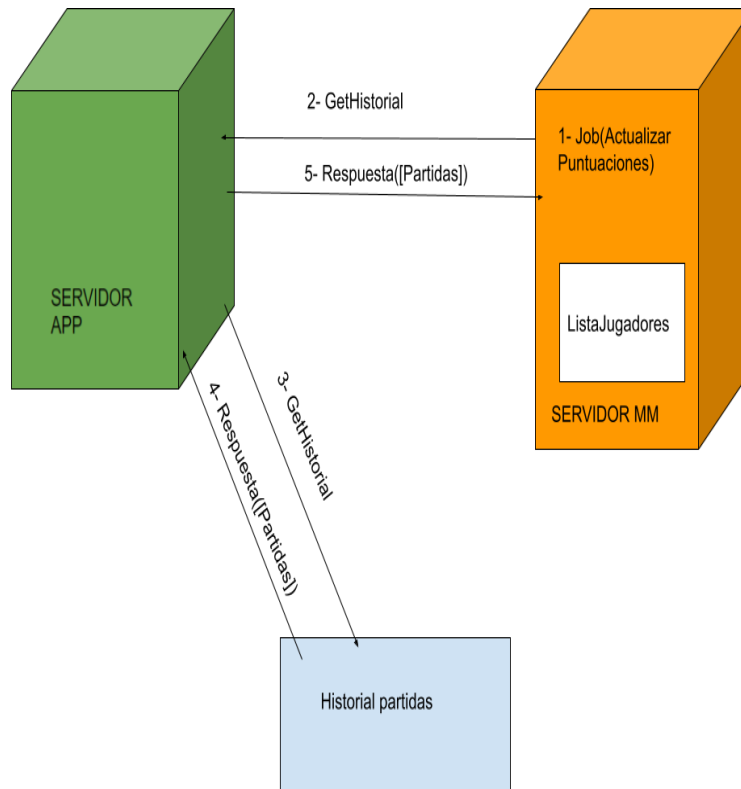 2- GetHistorial
1- Job(Actualizar
Puntuaciones)
5- Respuesta([Partidas])
SERVIDOR
APP
ListaJugadores
SERVIDOR MM
3- GetHistorial
4- Respuesta([Partidas])
Historial partidas